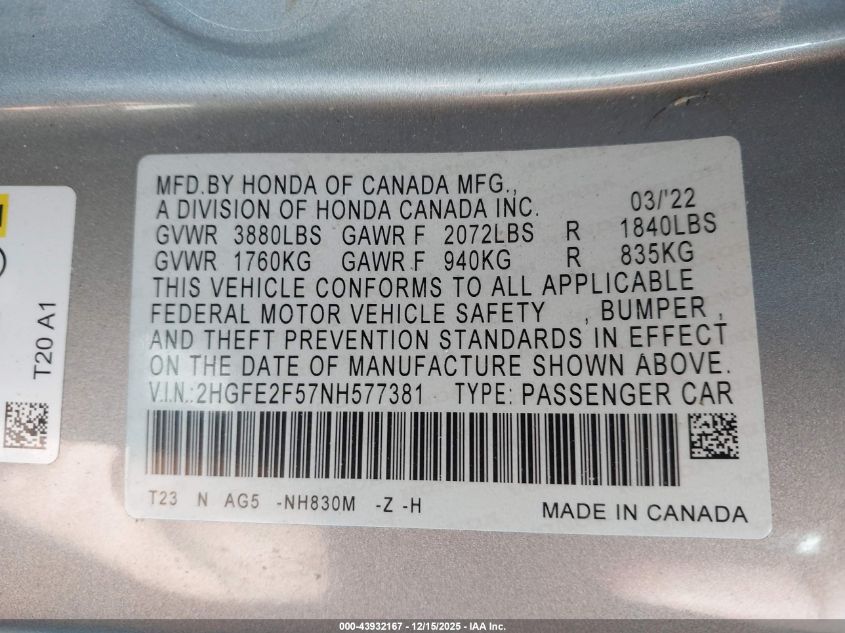 MFD.BY HONDA OF CANADA MFG.,
A DIVISION OF HONDA CANADA INC. 03/'22
GVWR 3880LBS GAWR F 2072LBS R 1840LBS
GVWR 1760KG GAWR F 940KG R 835KG
THIS VEHICLE CONFORMS TO ALL APPLICABLE
FEDERAL MOTOR VEHICLE SAFETY , BUMPER ,
AND THEFT PREVENTION STANDARDS IN EFFECT
ON THE DATE OF MANUFACTURE SHOWN ABOVE.
V.I.N.:2HGFE2F57NH577381 TYPE: PASSENGER CAR
T23 N AG5 -NH830M -Z -H MADE IN CANADA
T20 A1
000-43932167 - 12/15/2025 - IAA Inc.